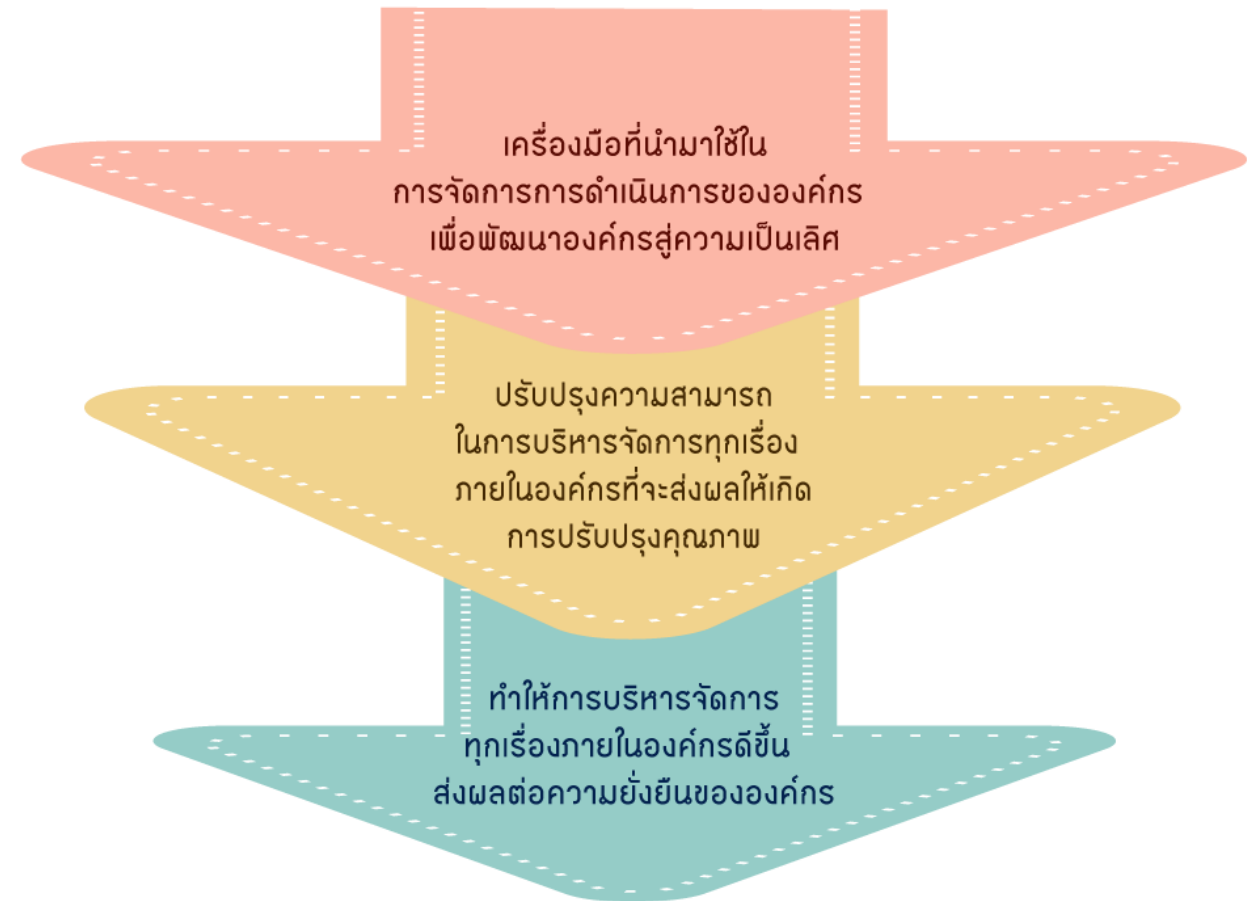 เครื่องมือที่นำมาใช้ใน
การจัดการการดำเนินการขององค์กร
เพื่อพัฒนาองค์กรสู่ความเป็นเลิศ
ปรับปรุงความสามารถ
ในการบริหารจัดการทุกเรื่อง
ภายในองค์กรที่จะส่งผลให้เกิด
การปรับปรุงคุณภาพ
ทำให้การบริหารจัดการ
ทุกเรื่องภายในองค์กรดีขึ้น
ส่งผลต่อความยั่งยืนขององค์กร